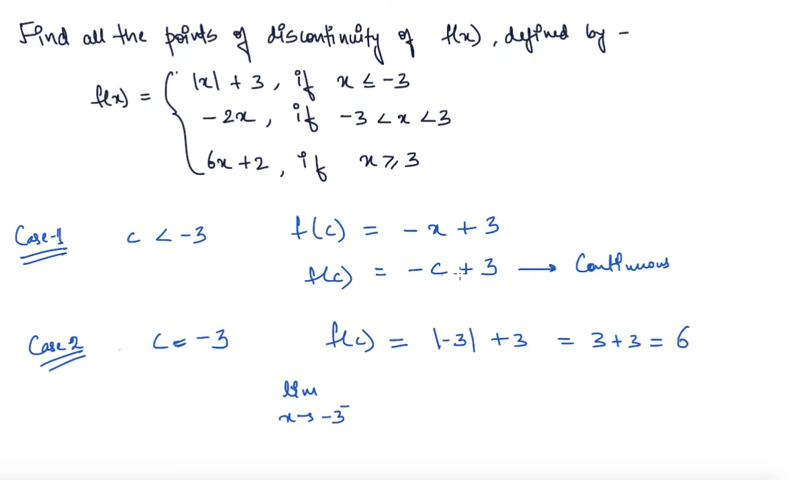 Find all the points of discontinuity of f(x), defined by -
f(x) = { |x| + 3, if x ≤ -3
- 2x, if -3 < x < 3
6x + 2, if x ≥ 3
Case-1 c < -3 f(c) = - x + 3
f(c) = - c + 3 → Continuous
Case 2 c = -3 f(c) = |-3| + 3 = 3 + 3 = 6
lim
x → -3⁻